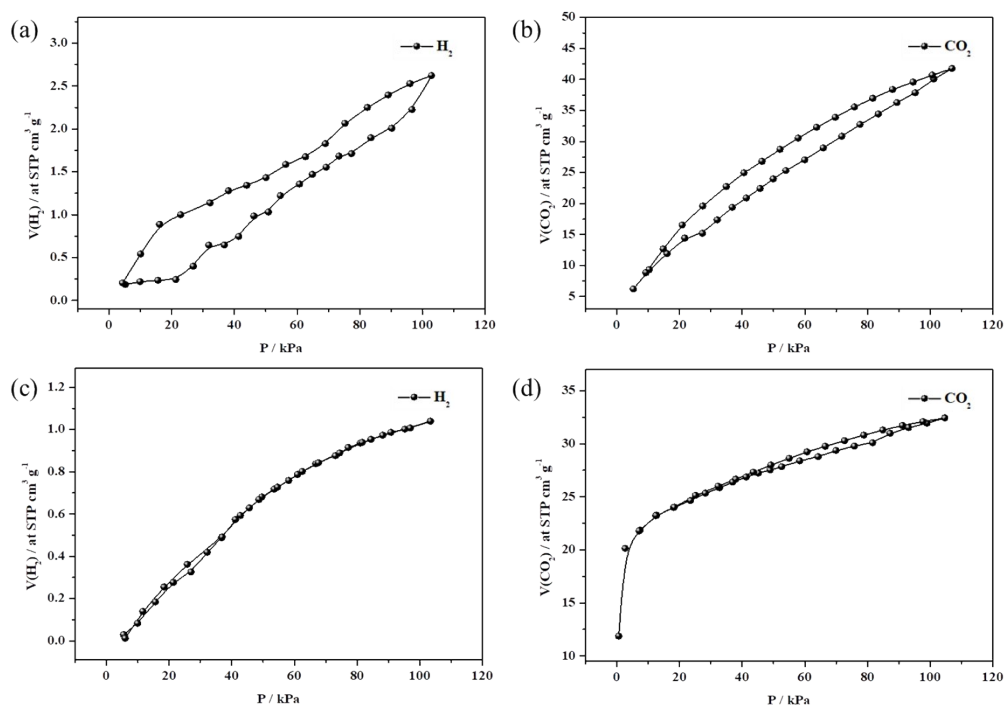 (a)
H₂
3.0
2.5
2.0
1.5
1.0
0.5
0.0
V(H₂) / at STP cm³ g⁻¹
0 20 40 60 80 100 120
P / kPa
(b)
CO₂
50
45
40
35
30
25
20
15
10
5
V(CO₂) / at STP cm³ g⁻¹
0 20 40 60 80 100 120
P / kPa
(c)
H₂
1.2
1.0
0.8
0.6
0.4
0.2
0.0
V(H₂) / at STP cm³ g⁻¹
0 20 40 60 80 100 120
P / kPa
(d)
CO₂
35
30
25
20
15
10
V(CO₂) / at STP cm³ g⁻¹
0 20 40 60 80 100 120
P / kPa